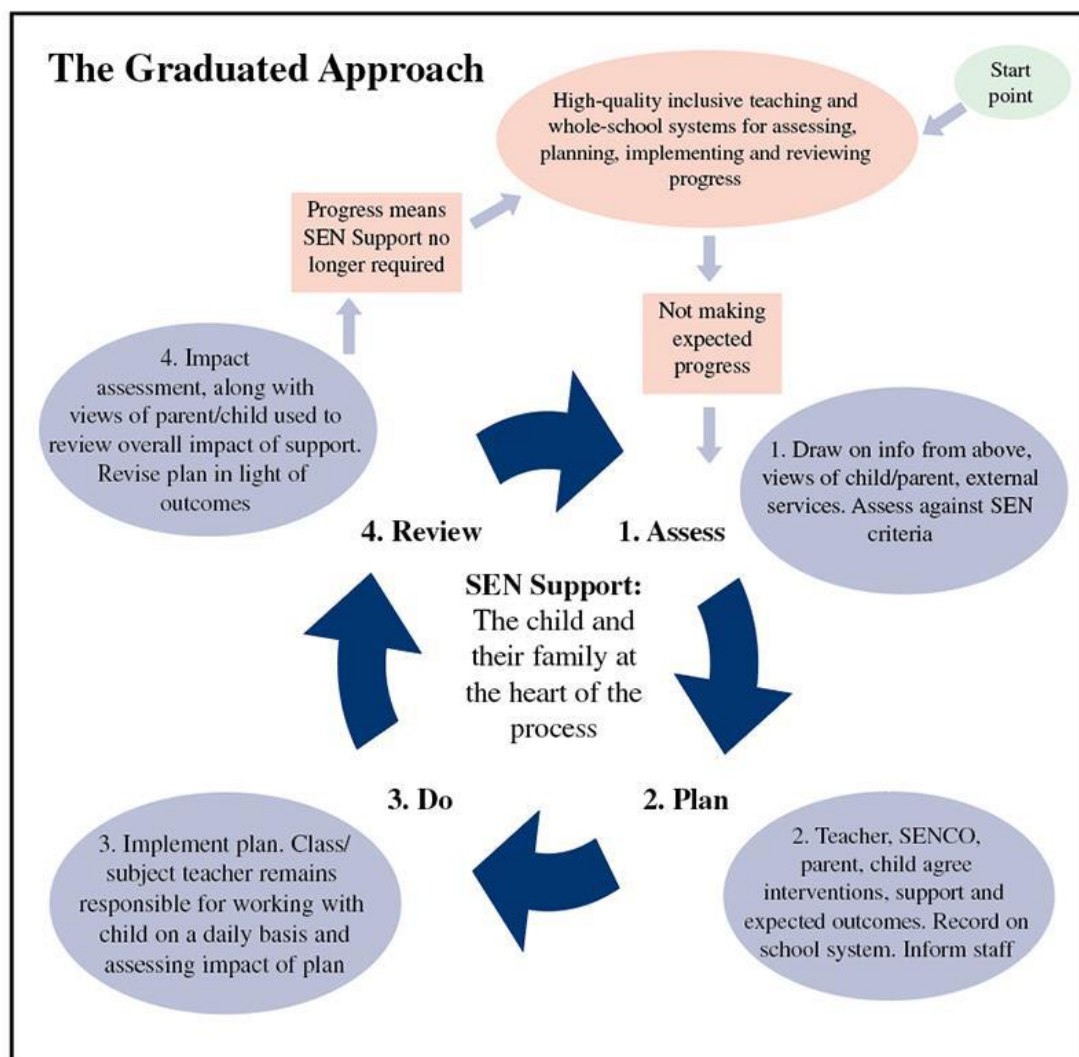 The Graduated Approach
Start
point
High-quality inclusive teaching and
whole-school systems for assessing,
planning, implementing and reviewing
progress
Progress means
SEN Support no
longer required
Not making
expected
progress
4. Impact
assessment, along with
views of parent/child used to
review overall impact of support.
Revise plan in light of
outcomes
1. Draw on info from above,
views of child/parent, external
services. Assess against SEN
criteria
4. Review
1. Assess
SEN Support:
The child and
their family at
the heart of the
process
3. Do
2. Plan
3. Implement plan. Class/
subject teacher remains
responsible for working with
child on a daily basis and
assessing impact of plan
2. Teacher, SENCO,
parent, child agree
interventions, support and
expected outcomes. Record on
school system. Inform staff